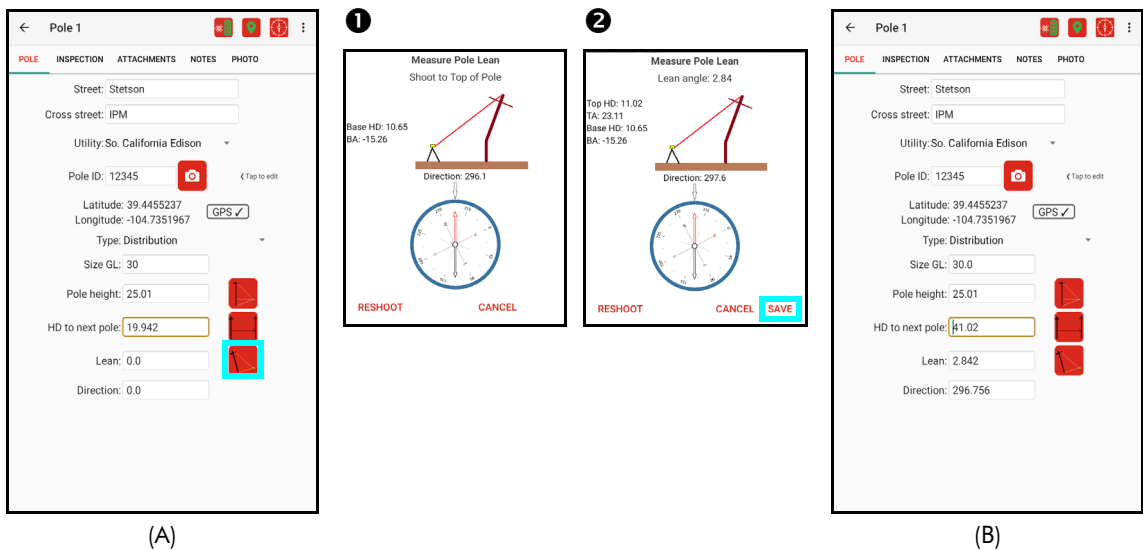 Pole 1
POLE INSPECTION ATTACHMENTS NOTES PHOTO
Street: Stetson
Cross street: IPM
Utility: So. California Edison
Pole ID: 12345 ❮ Tap to edit
Latitude: 39.4455237
Longitude: -104.7351967
GPS ✓
Type: Distribution
Size GL: 30
Pole height: 25.01
HD to next pole: 19.942
Lean: 0.0
Direction: 0.0
(A)
❶
Measure Pole Lean
Shoot to Top of Pole
Base HD: 10.65
BA: -15.26
Direction: 296.1
RESHOOT CANCEL
❷
Measure Pole Lean
Lean angle: 2.84
Top HD: 11.02
TA: 23.11
Base HD: 10.65
BA: -15.26
Direction: 297.6
RESHOOT CANCEL SAVE
Pole 1
POLE INSPECTION ATTACHMENTS NOTES PHOTO
Street: Stetson
Cross street: IPM
Utility: So. California Edison
Pole ID: 12345 ❮ Tap to edit
Latitude: 39.4455237
Longitude: -104.7351967
GPS ✓
Type: Distribution
Size GL: 30.0
Pole height: 25.01
HD to next pole: 41.02
Lean: 2.842
Direction: 296.756
(B)